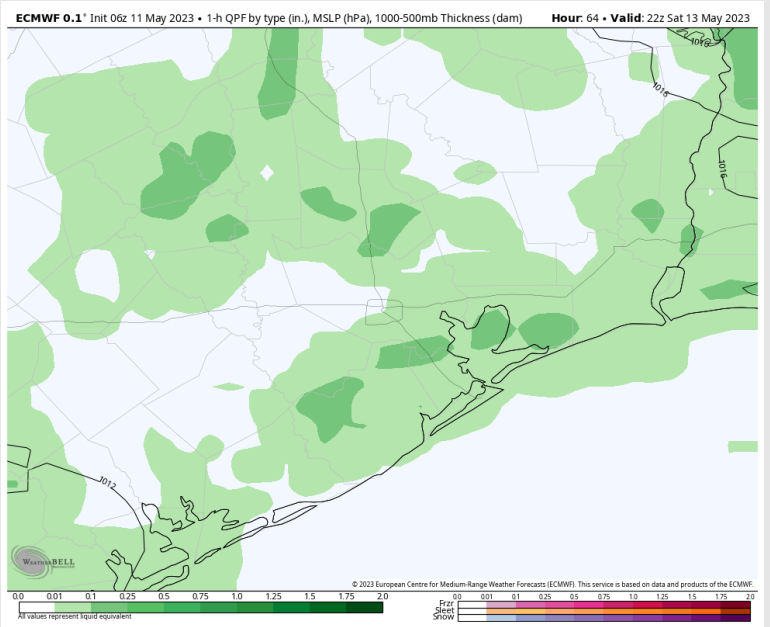 ECMWF 0.1° Init 06z 11 May 2023 • 1-h QPF by type (in.), MSLP (hPa), 1000-500mb Thickness (dam) Hour: 64 • Valid: 22z Sat 13 May 2023
1016
1016
1016
1012
WEATHERBELL
© 2023 European Centre for Medium-Range Weather Forecasts (ECMWF). This service is based on data and products of the ECMWF.
0.0 0.01 0.1 0.25 0.5 0.75 1.0 1.25 1.5 1.75 2.0
All values represent liquid equivalent
0.0 0.01 0.1 0.25 0.5 0.75 1.0 1.25 1.5 1.75 2.0
Frzr
Sleet
Snow